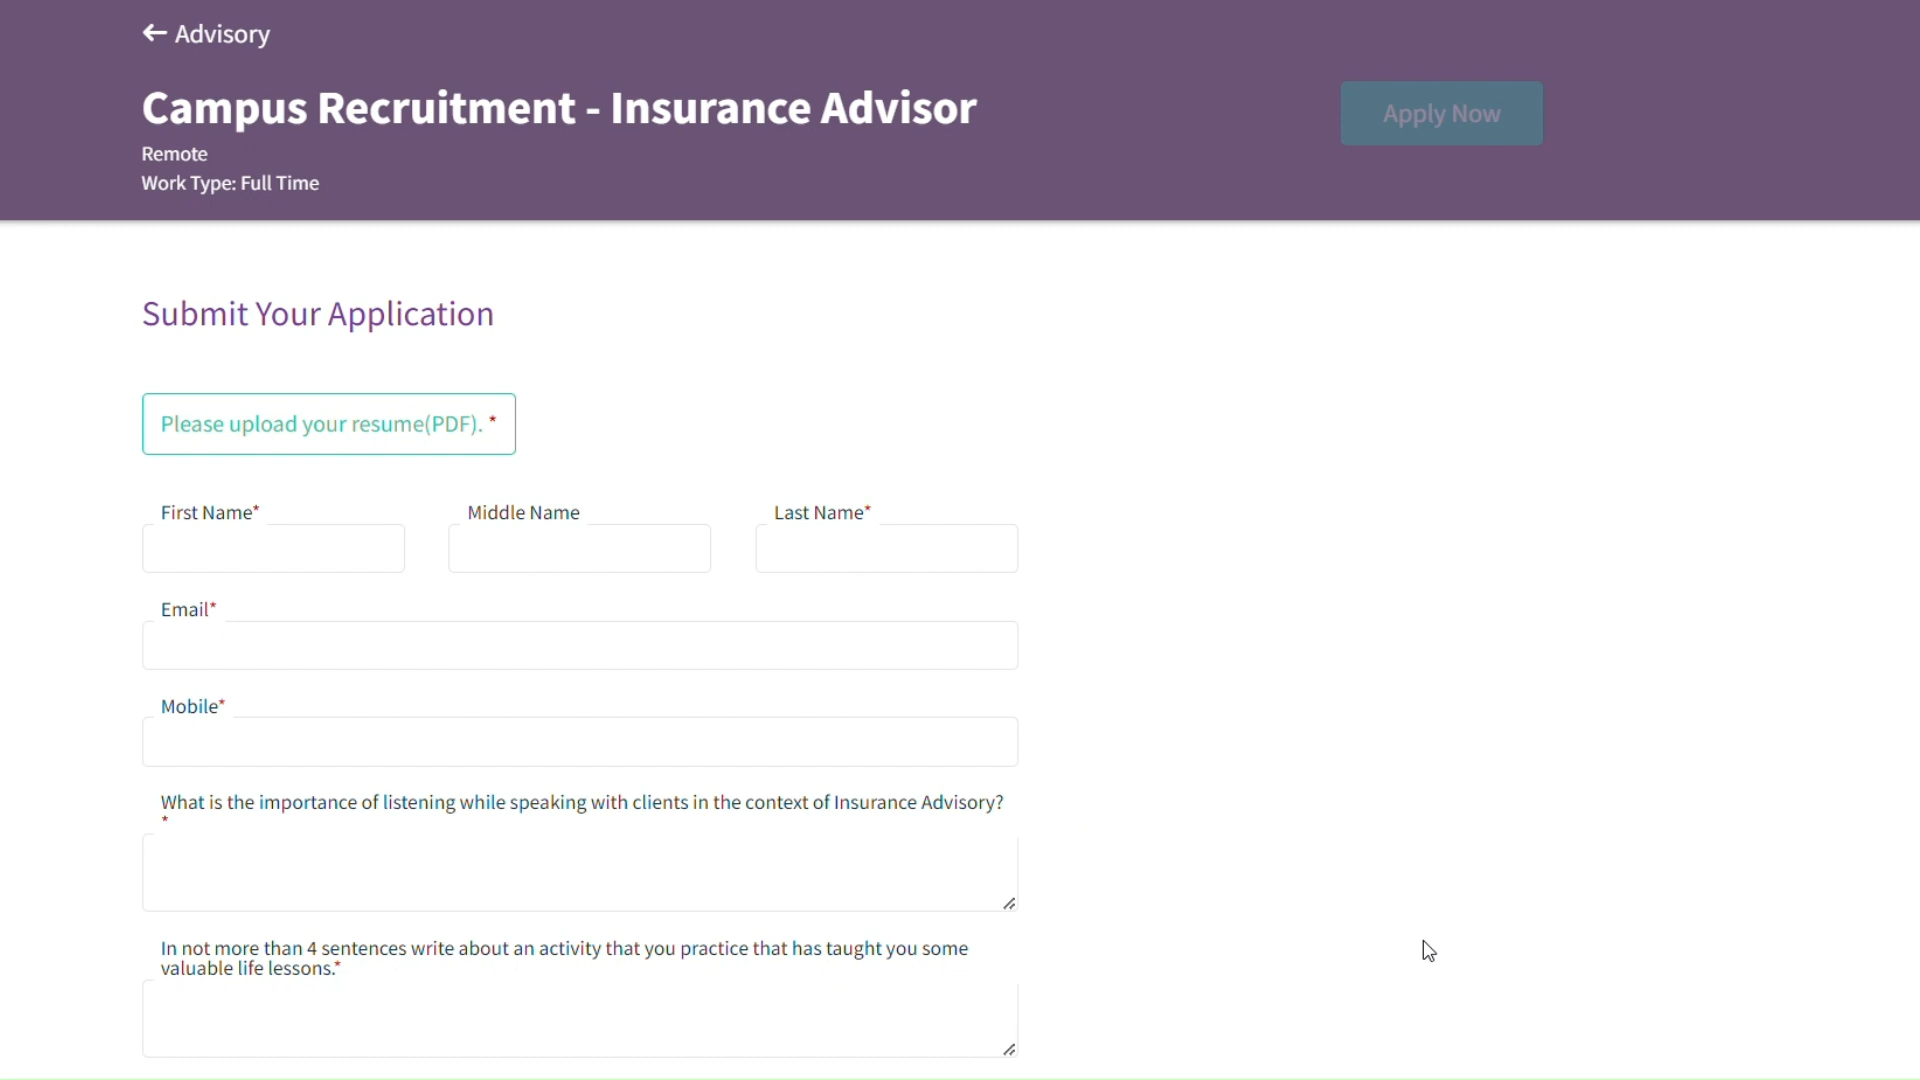 ← Advisory
Campus Recruitment - Insurance Advisor
Apply Now
Remote
Work Type: Full Time
Submit Your Application
Please upload your resume(PDF). *
First Name* Middle Name Last Name*
Email*
Mobile*
What is the importance of listening while speaking with clients in the context of Insurance Advisory?
*
In not more than 4 sentences write about an activity that you practice that has taught you some
valuable life lessons.*